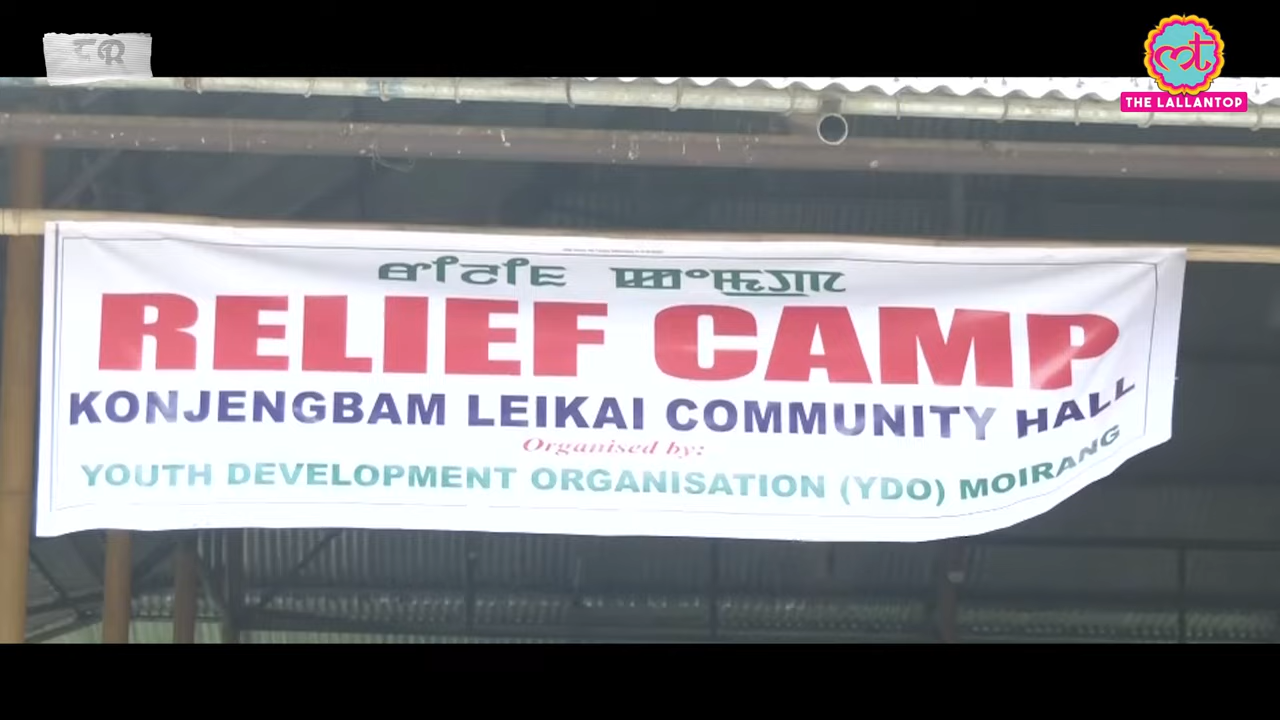 THE LALLANTOP
RELIEF CAMP
KONJENGBAM LEIKAI COMMUNITY HALL
Organised by:
YOUTH DEVELOPMENT ORGANISATION (YDO) MOIRANG